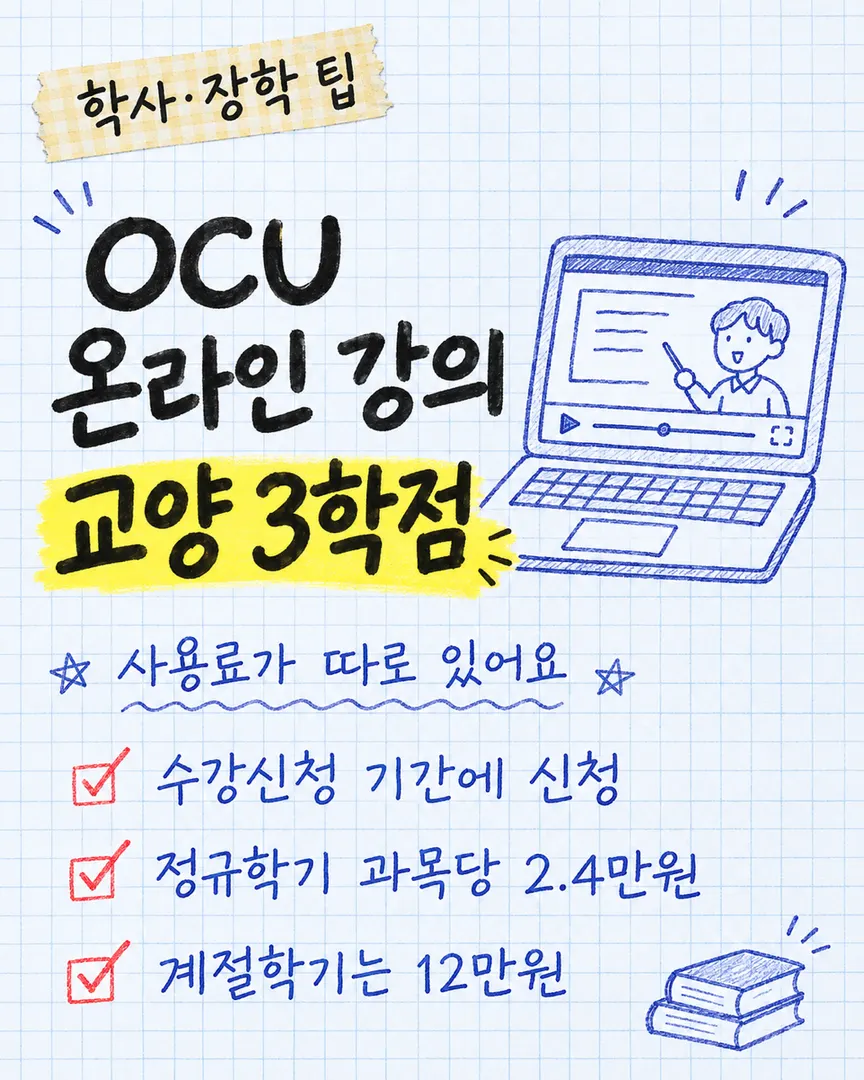 학사·장학 팁
OCU
온라인 강의
교양 3학점
사용료가 따로 있어요
수강신청 기간에 신청
정규학기 과목당 2.4만원
계절학기는 12만원